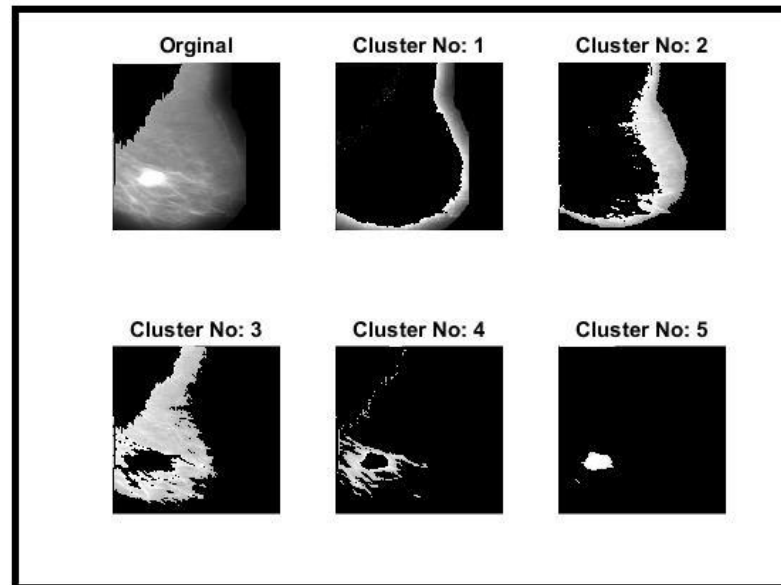 Orginal
Cluster No: 1
Cluster No: 2
Cluster No: 3
Cluster No: 4
Cluster No: 5